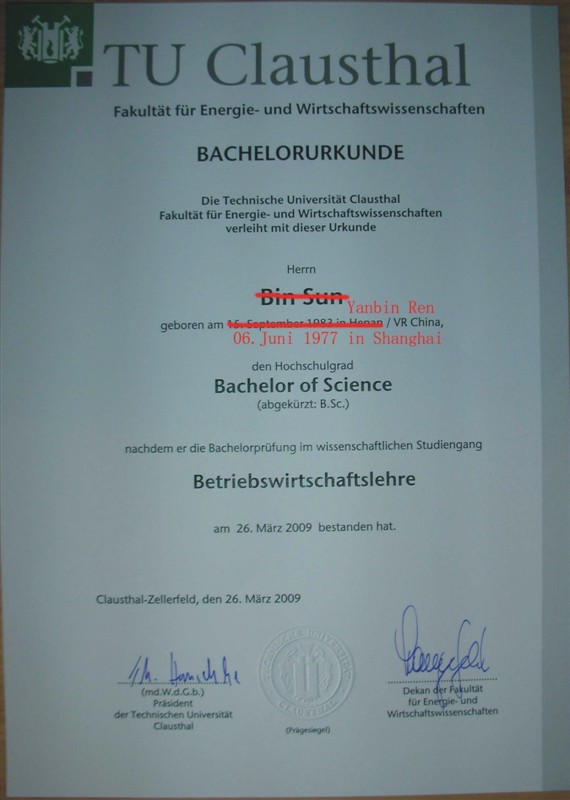 TU Clausthal
Fakultät für Energie- und Wirtschaftswissenschaften
BACHELORURKUNDE
Die Technische Universität Clausthal
Fakultät für Energie- und Wirtschaftswissenschaften
verleiht mit dieser Urkunde
Herrn
Bin Sun Yanbin Ren
geboren am 16. September 1983 in Henan / VR China,
06.Juni 1977 in Shanghai
den Hochschulgrad
Bachelor of Science
(abgekürzt: B.Sc.)
nachdem er die Bachelorprüfung im wissenschaftlichen Studiengang
Betriebswirtschaftslehre
am 26. März 2009 bestanden hat.
Clausthal-Zellerfeld, den 26. März 2009
(md.W.d.G.b.)
Präsident
der Technischen Universität
Clausthal
TECHNISCHE UNIVERSITÄT
CLAUSTHAL
(Prägesiegel)
Dekan der Fakultät
für Energie- und
Wirtschaftswissenschaften